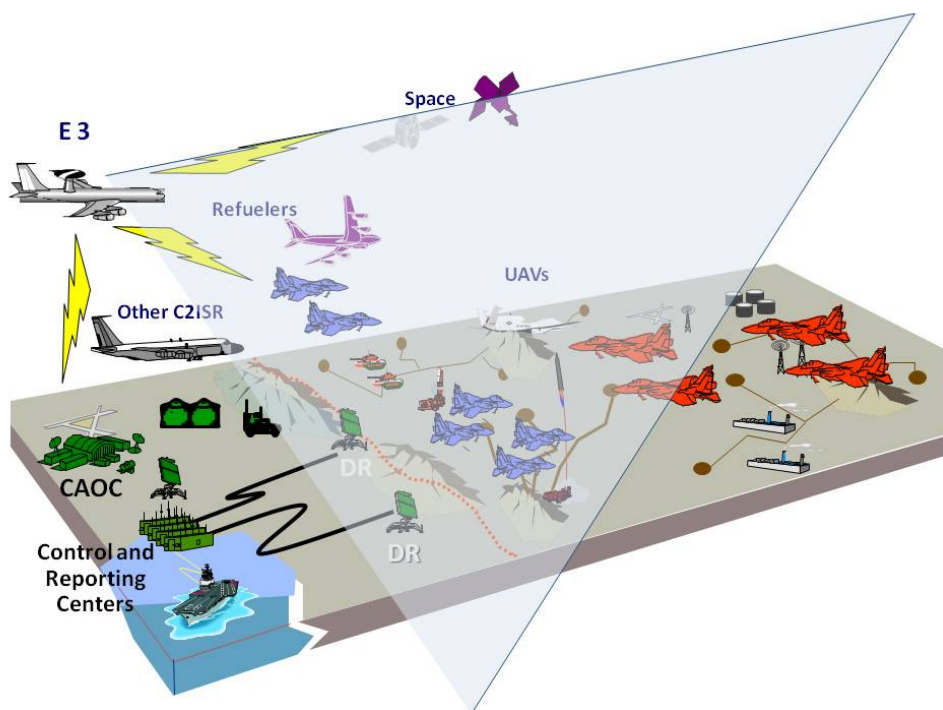 Space
E 3
Refuelers
UAVs
Other C2ISR
DR
CAOC
DR
Control and
Reporting
Centers